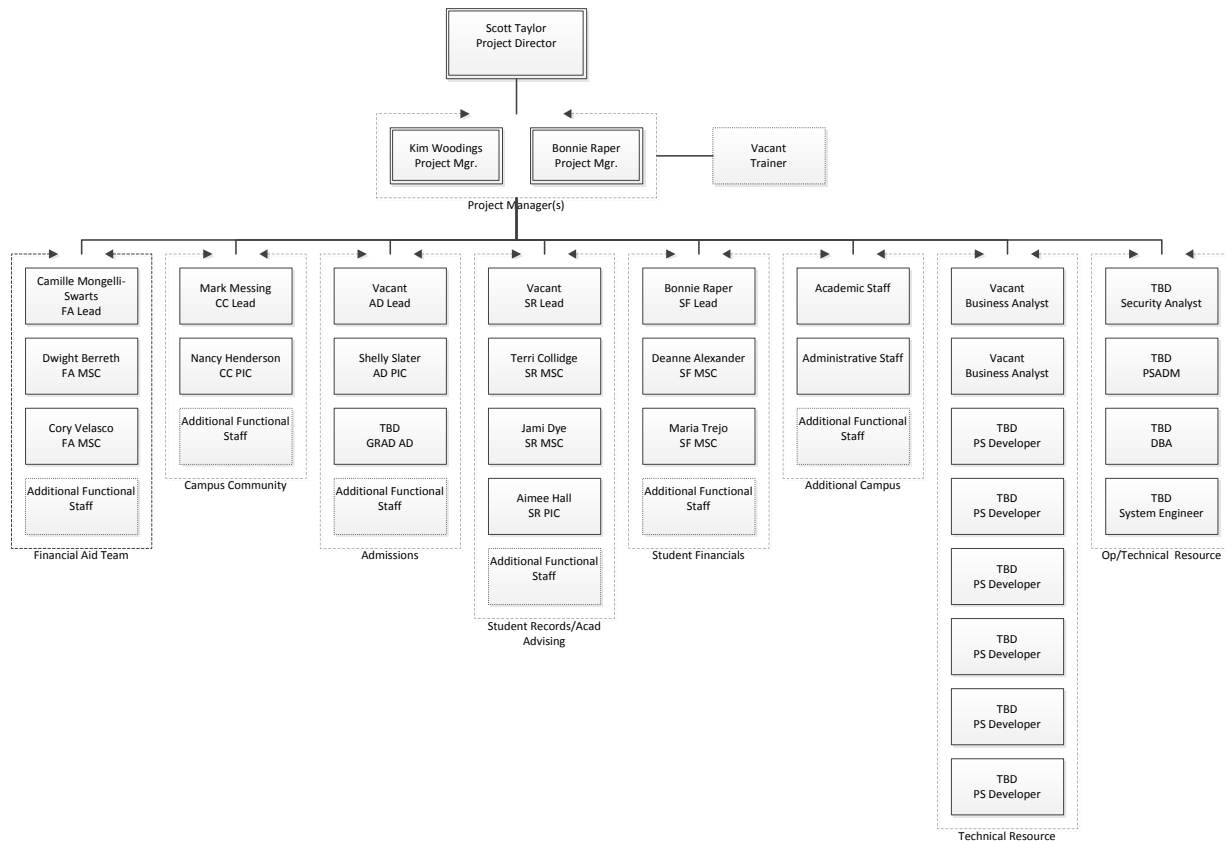 Scott Taylor
Project Director
Kim Woodings
Project Mgr.
Bonnie Raper
Project Mgr.
Vacant
Trainer
Project Manager(s)
Camille Mongelli-
Swarts
FA Lead
Dwight Berreth
FA MSC
Cory Velasco
FA MSC
Additional Functional
Staff
Financial Aid Team
Mark Messing
CC Lead
Nancy Henderson
CC PIC
Additional Functional
Staff
Campus Community
Vacant
AD Lead
Shelly Slater
AD PIC
TBD
GRAD AD
Additional Functional
Staff
Admissions
Vacant
SR Lead
Terri Collidge
SR MSC
Jami Dye
SR MSC
Aimee Hall
SR PIC
Additional Functional
Staff
Student Records/Acad
Advising
Bonnie Raper
SF Lead
Deanne Alexander
SF MSC
Maria Trejo
SF MSC
Additional Functional
Staff
Student Financials
Academic Staff
Administrative Staff
Additional Functional
Staff
Additional Campus
Vacant
Business Analyst
Vacant
Business Analyst
TBD
PS Developer
TBD
PS Developer
TBD
PS Developer
TBD
PS Developer
TBD
PS Developer
TBD
PS Developer
Technical Resource
TBD
Security Analyst
TBD
PSADM
TBD
DBA
TBD
System Engineer
Op/Technical Resource